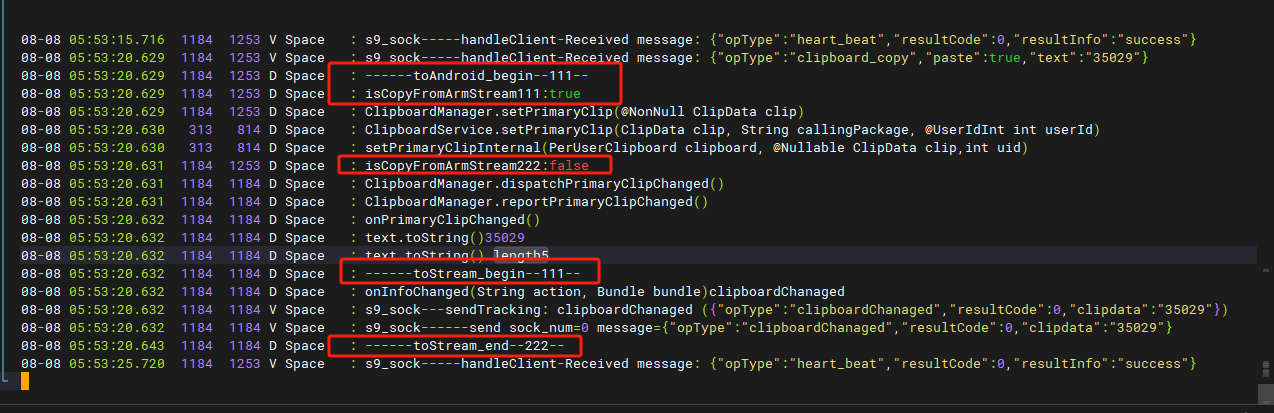 08-08 05:53:15.716 1184 1253 V Space : s9_sock-----handleClient-Received message: {"opType":"heart_beat","resultCode":0,"resultInfo":"success"}
08-08 05:53:20.629 1184 1253 V Space : s9_sock-----handleClient-Received message: {"opType":"clipboard_copy","paste":true,"text":"35029"}
08-08 05:53:20.629 1184 1253 D Space : ------toAndroid_begin--111--
08-08 05:53:20.629 1184 1253 D Space : isCopyFromArmStream111:true
08-08 05:53:20.629 1184 1253 D Space : ClipboardManager.setPrimaryClip(@NonNull ClipData clip)
08-08 05:53:20.630 313 814 D Space : ClipboardService.setPrimaryClip(ClipData clip, String callingPackage, @UserIdInt int userId)
08-08 05:53:20.630 313 814 D Space : setPrimaryClipInternal(PerUserClipboard clipboard, @Nullable ClipData clip,int uid)
08-08 05:53:20.631 1184 1253 D Space : isCopyFromArmStream222:false
08-08 05:53:20.631 1184 1184 D Space : ClipboardManager.dispatchPrimaryClipChanged()
08-08 05:53:20.631 1184 1184 D Space : ClipboardManager.reportPrimaryClipChanged()
08-08 05:53:20.632 1184 1184 D Space : onPrimaryClipChanged()
08-08 05:53:20.632 1184 1184 D Space : text.toString()35029
08-08 05:53:20.632 1184 1184 D Space : text.toString() length5
08-08 05:53:20.632 1184 1184 D Space : ------toStream_begin--111--
08-08 05:53:20.632 1184 1184 D Space : onInfoChanged(String action, Bundle bundle)clipboardChanaged
08-08 05:53:20.632 1184 1184 V Space : s9_sock---sendTracking: clipboardChanaged ({"opType":"clipboardChanaged","resultCode":0,"clipdata":"35029"})
08-08 05:53:20.632 1184 1184 V Space : s9_sock------send sock_num=0 message={"opType":"clipboardChanaged","resultCode":0,"clipdata":"35029"}
08-08 05:53:20.643 1184 1184 D Space : ------toStream_end--222--
08-08 05:53:25.720 1184 1253 V Space : s9_sock-----handleClient-Received message: {"opType":"heart_beat","resultCode":0,"resultInfo":"success"}